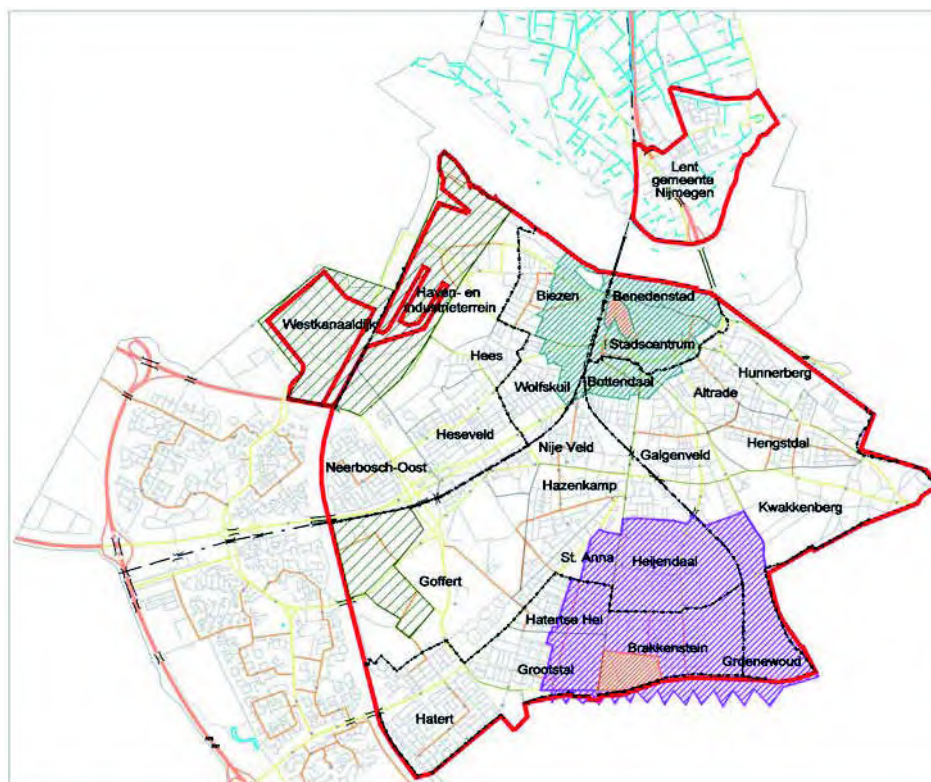 Lent
gemeente
Nijmegen
Haven- en
industrieterrein
Westkanaaldijk
Biezen
Benedenstad
Stadscentrum
Hees
Wolfskuil
Bottendaal
Altrade
Hunnerberg
Heseveld
Nije Veld
Galgenveld
Hengstdal
Neerbosch-Oost
Hazenkamp
Kwakkenberg
St. Anna
Heijendaal
Goffert
Hatertse Hei
Brakkenstein
Grootstal
Groenewoud
Hatert